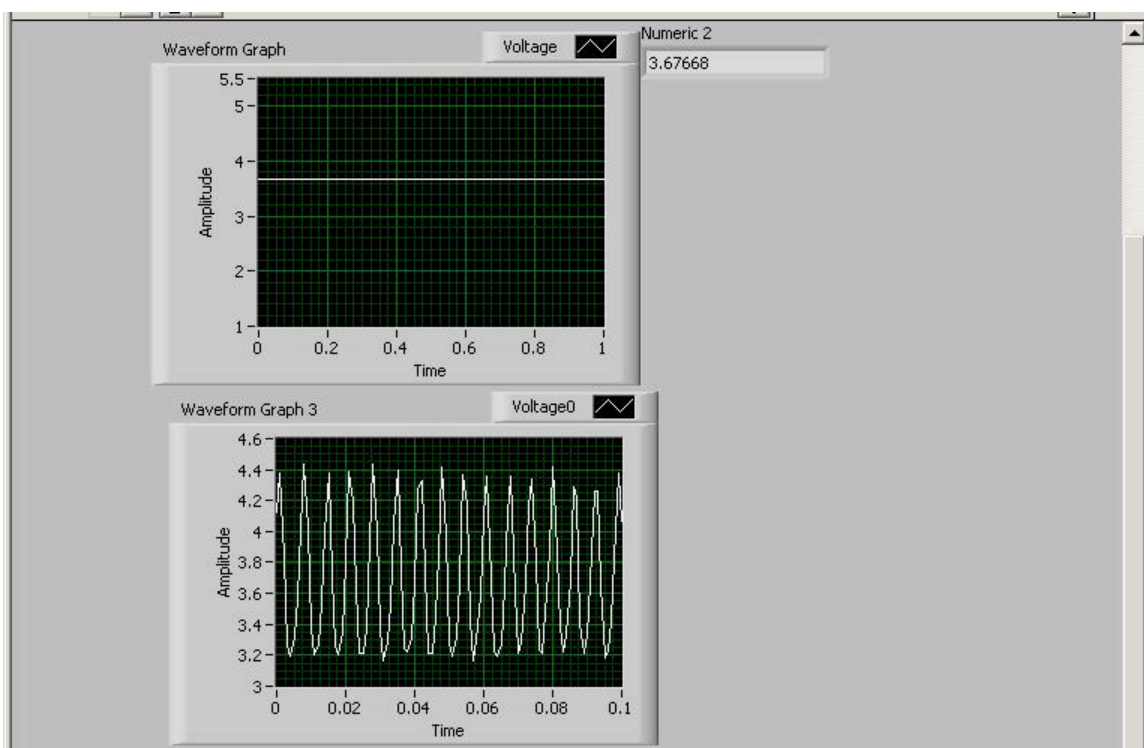 Waveform Graph
Voltage
Numeric 2
3.67668
5.5
5
4
3
2
1
Amplitude
0 0.2 0.4 0.6 0.8 1
Time
Waveform Graph 3
Voltage0
4.6
4.4
4.2
4
3.8
3.6
3.4
3.2
3
Amplitude
0 0.02 0.04 0.06 0.08 0.1
Time